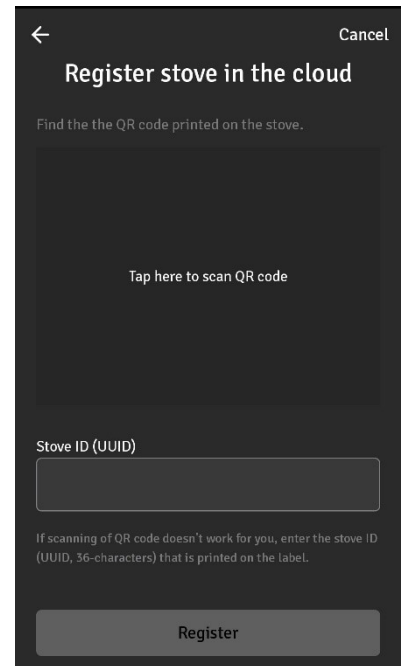 Cancel
Register stove in the cloud
Find the the QR code printed on the stove.
Tap here to scan QR code
Stove ID (UUID)
If scanning of QR code doesn't work for you, enter the stove ID
(UUID, 36-characters) that is printed on the label.
Register